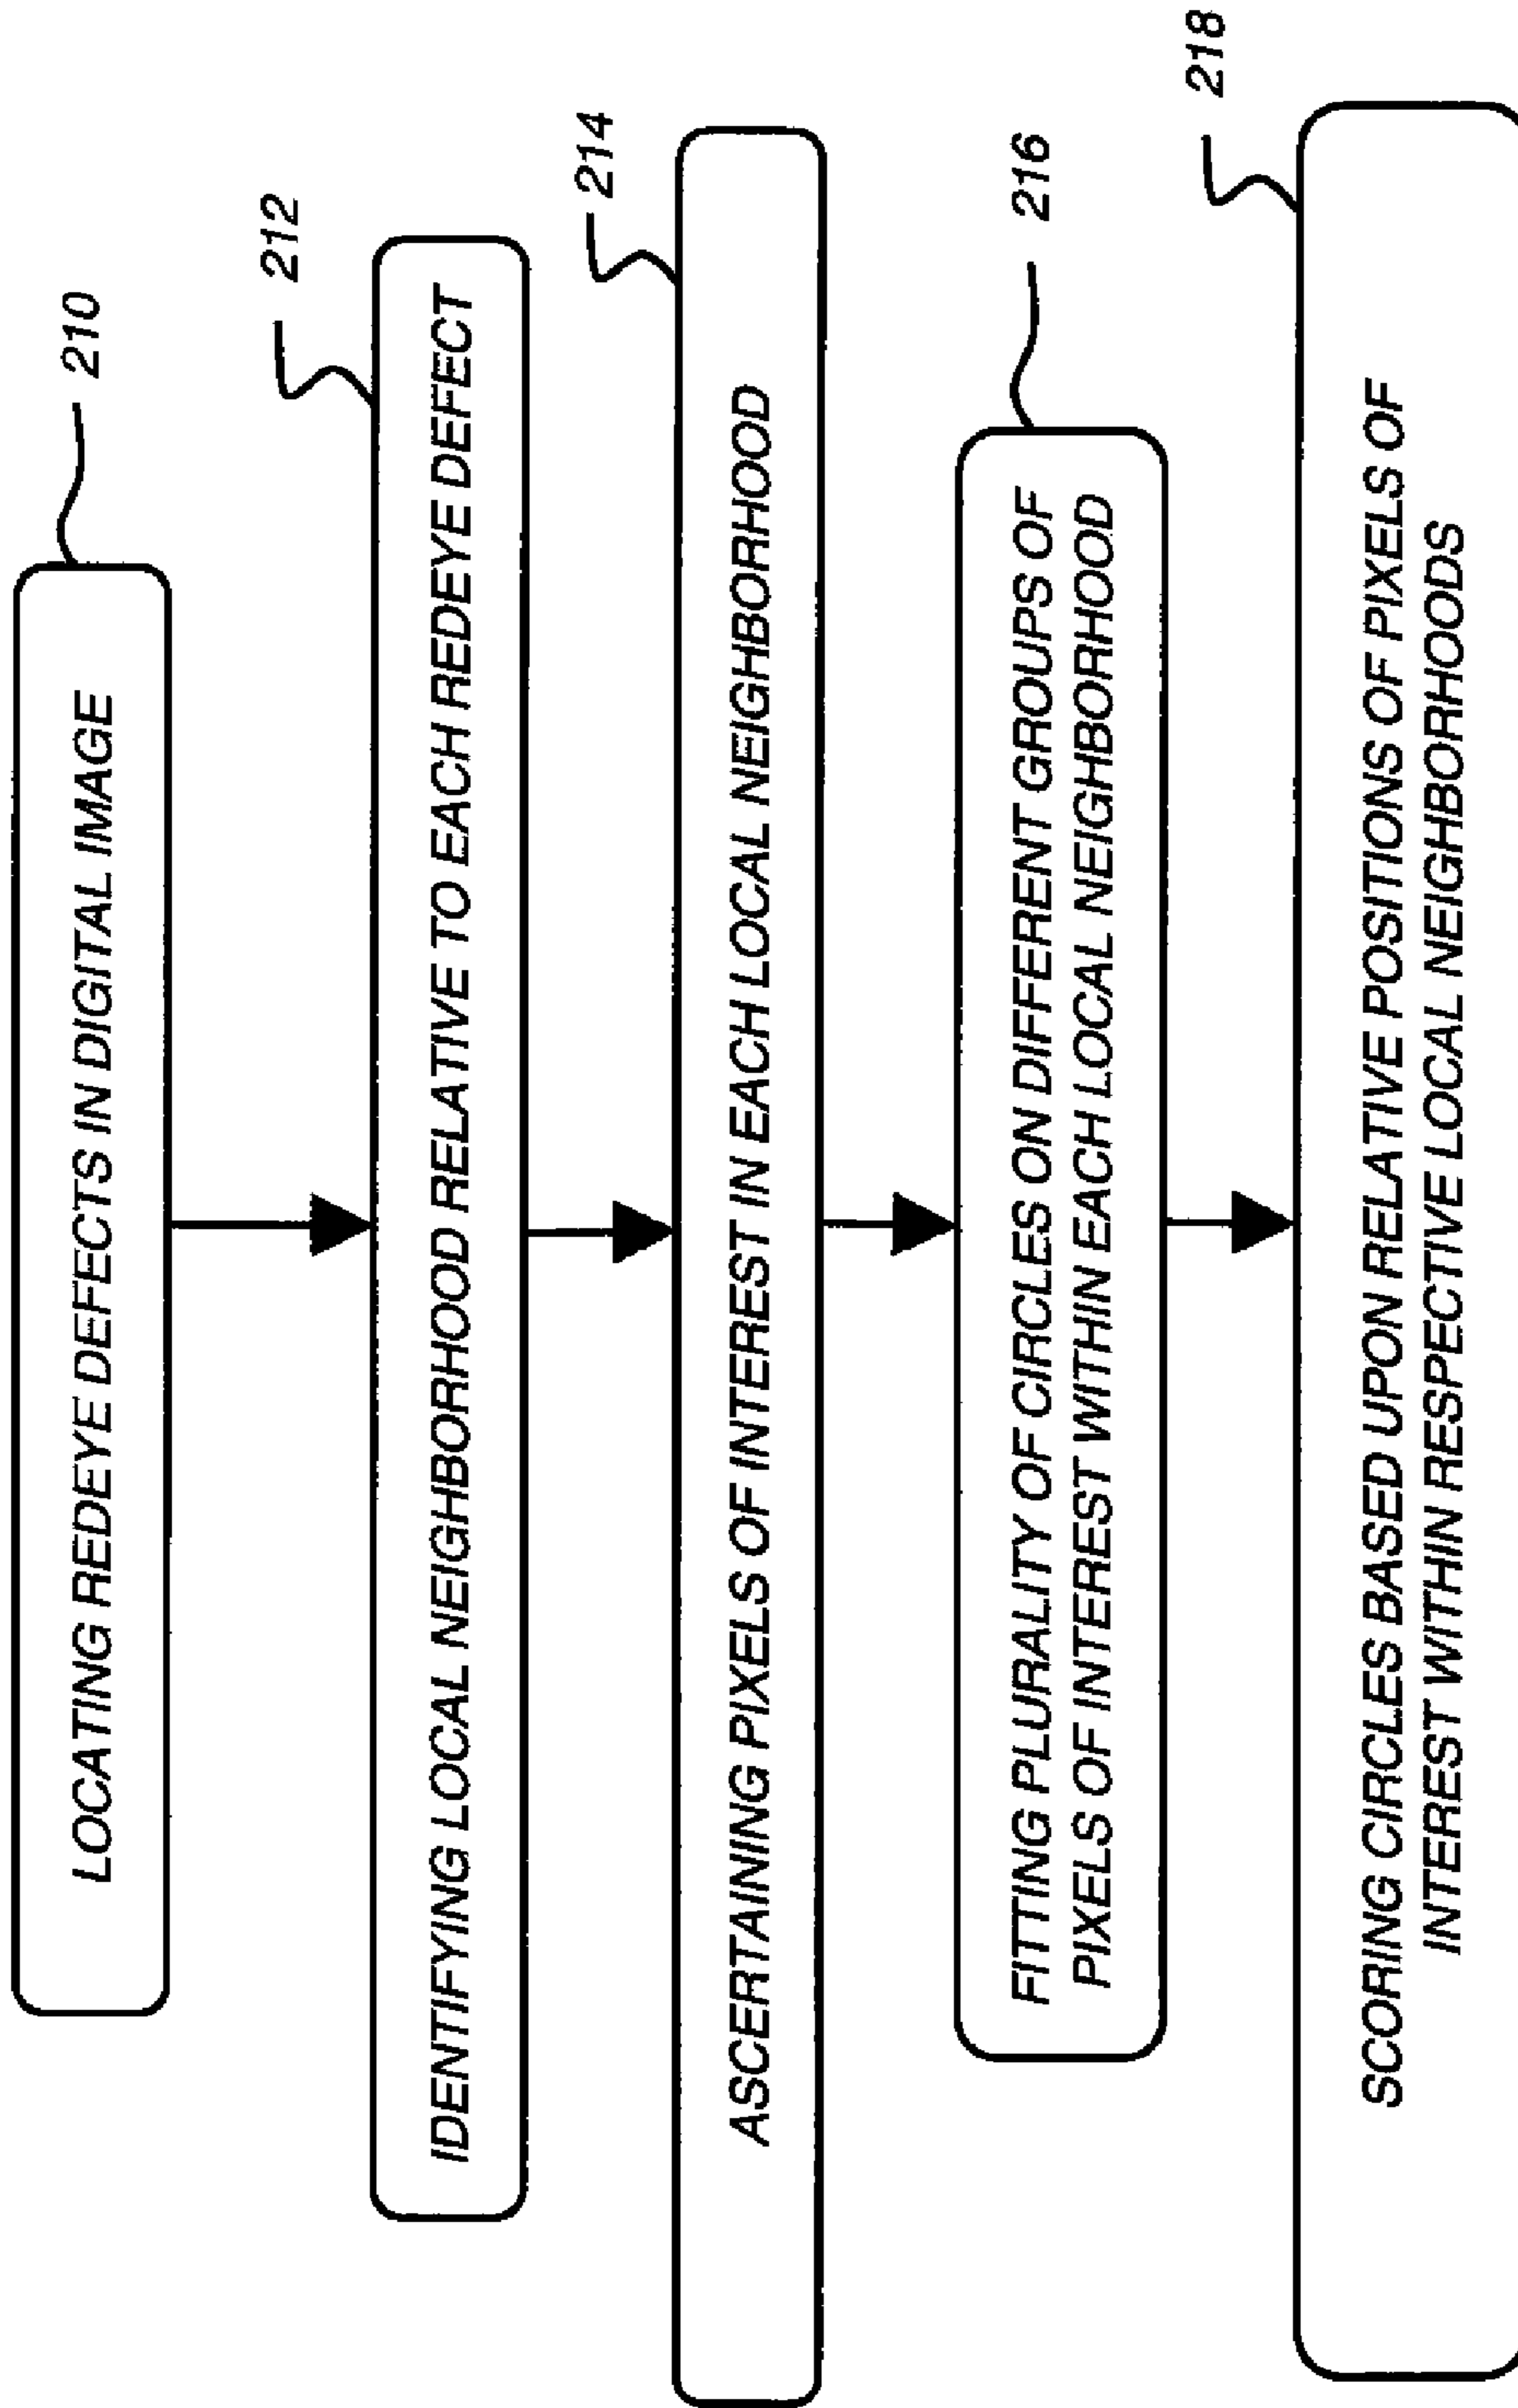 LOCATING REDEYE DEFECTS IN DIGITAL IMAGE
210
IDENTIFYING LOCAL NEIGHBORHOOD RELATIVE TO EACH REDEYE DEFECT
212
ASCERTAINING PIXELS OF INTEREST IN EACH LOCAL NEIGHBORHOOD
214
FITTING PLURALITY OF CIRCLES ON DIFFERENT GROUPS OF
PIXELS OF INTEREST WITHIN EACH LOCAL NEIGHBORHOOD
216
SCORING CIRCLES BASED UPON RELATIVE POSITIONS OF PIXELS OF
INTEREST WITHIN RESPECTIVE LOCAL NEIGHBORHOODS
218